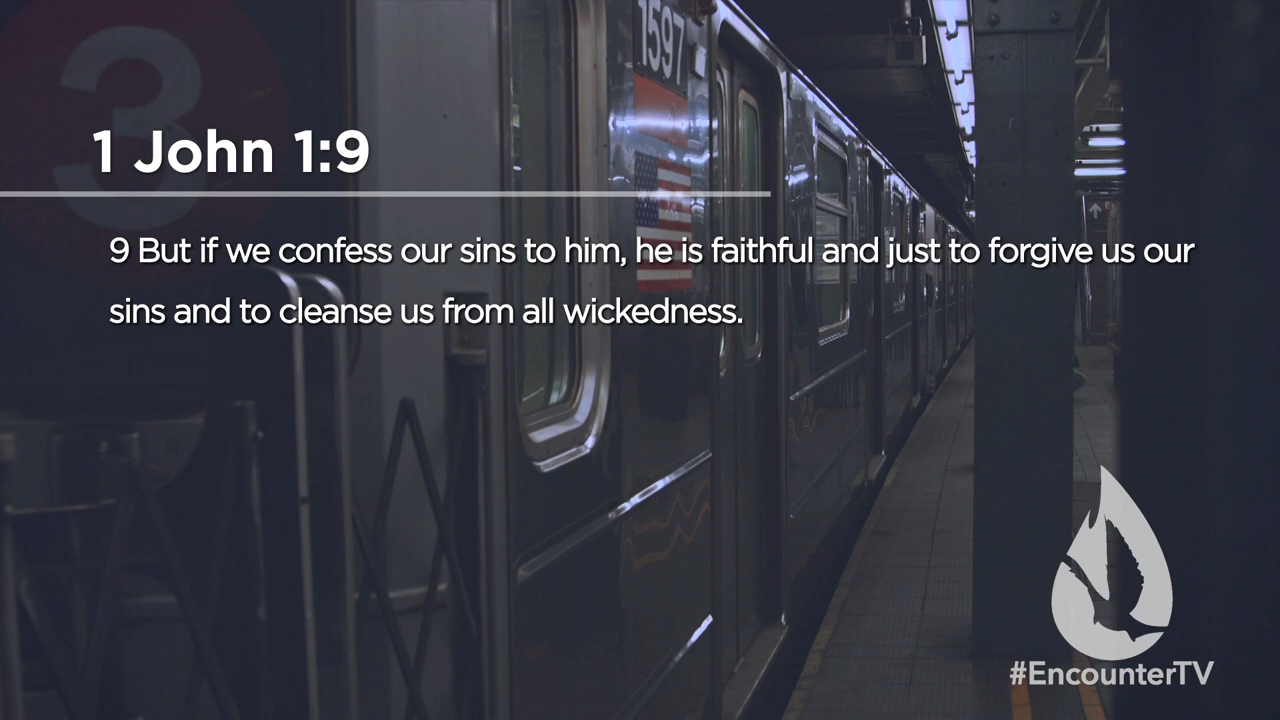 3
1597
1 John 1:9
9 But if we confess our sins to him, he is faithful and just to forgive us our
sins and to cleanse us from all wickedness.
#EncounterTV